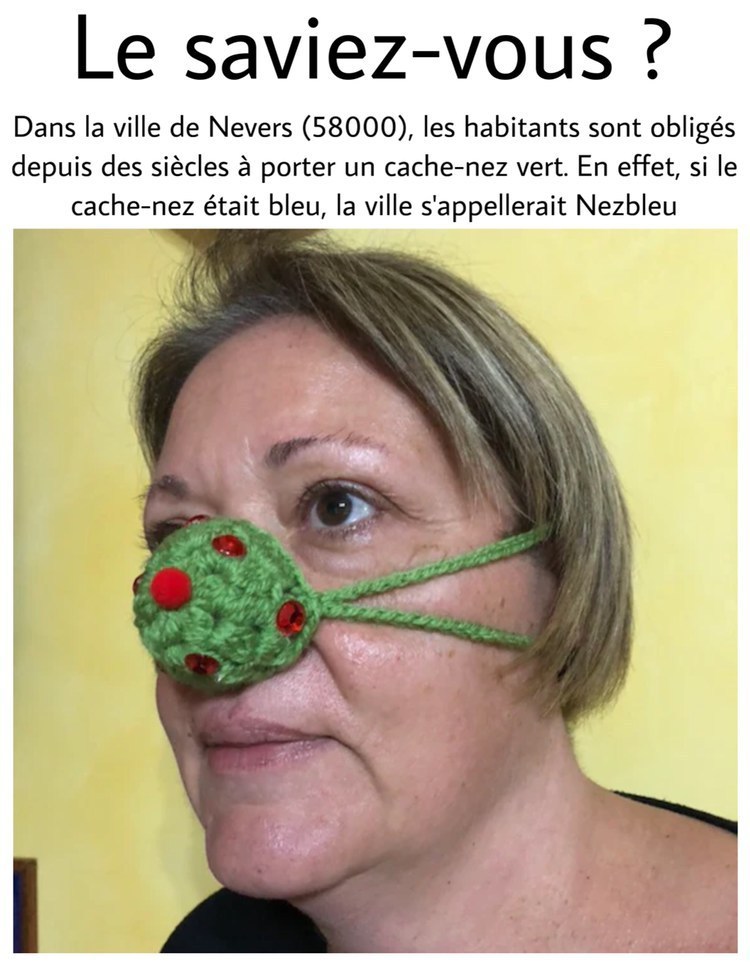 Le saviez-vous ?
Dans la ville de Nevers (58000), les habitants sont obligés
depuis des siècles à porter un cache-nez vert. En effet, si le
cache-nez était bleu, la ville s'appellerait Nezbleu